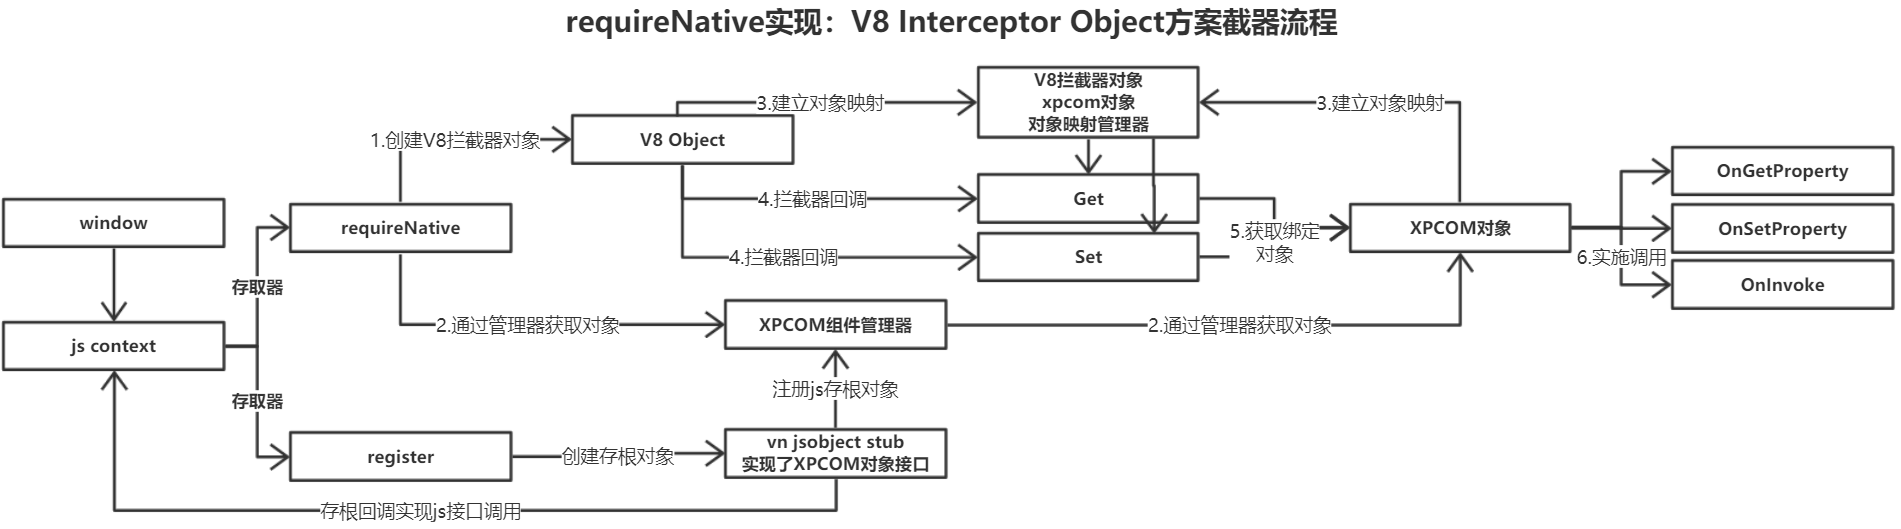 requireNative实现：V8 Interceptor Object方案截器流程
V8拦截器对象
xpcom对象
对象映射管理器
3.建立对象映射
3.建立对象映射
1.创建V8拦截器对象
V8 Object
OnGetProperty
4.拦截器回调
Get
window
requireNative
5.获取绑定
对象
XPCOM对象
OnSetProperty
4.拦截器回调
Set
6.实施调用
OnInvoke
存取器
2.通过管理器获取对象
XPCOM组件管理器
2.通过管理器获取对象
js context
注册js存根对象
存取器
register
创建存根对象
vn jsobject stub
实现了XPCOM对象接口
存根回调实现js接口调用